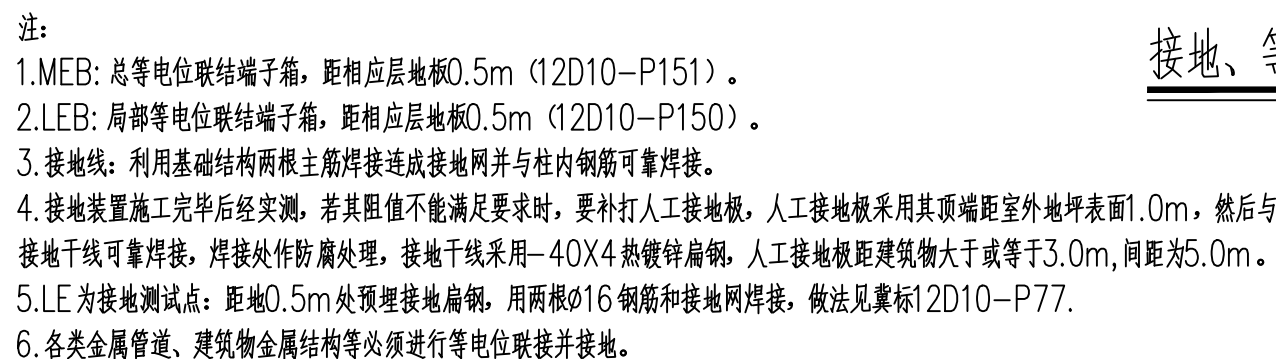 注:
接地、等
1.MEB: 总等电位联结端子箱，距相应层地板0.5m（12D10-P151）。
2.LEB: 局部等电位联结端子箱，距相应层地板0.5m（12D10-P150）。
3.接地线：利用基础结构两根主筋焊接连成接地网并与柱内钢筋可靠焊接。
4.接地装置施工完毕后经实测，若其阻值不能满足要求时，要补打人工接地极，人工接地极采用其顶端距室外地坪表面1.0m，然后与
接地干线可靠焊接，焊接处作防腐处理，接地干线采用-40X4热镀锌扁钢，人工接地极距建筑物大于或等于3.0m,间距为5.0m。
5.LE为接地测试点：距地0.5m处预埋接地扁钢，用两根Ø16钢筋和接地网焊接，做法见冀标12D10-P77.
6.各类金属管道、建筑物金属结构等必须进行等电位联接并接地。